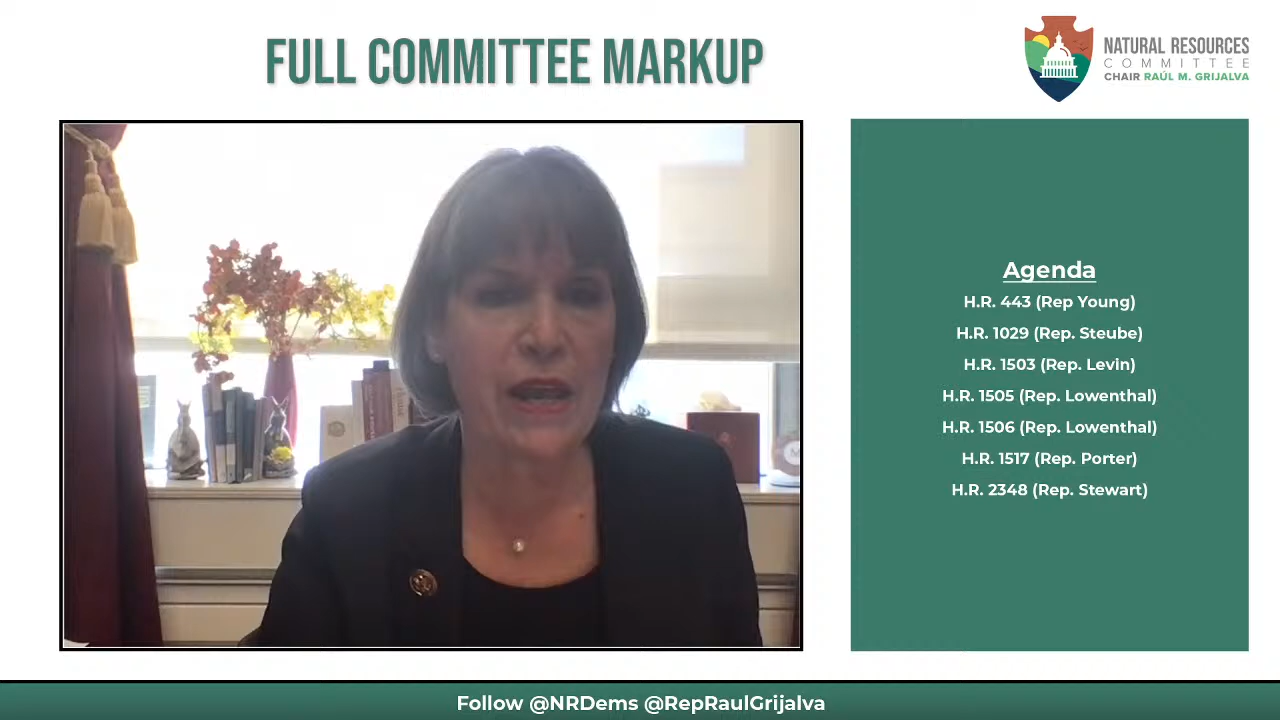 FULL COMMITTEE MARKUP
NATURAL RESOURCES
COMMITTEE
CHAIR RAÚL M. GRIJALVA
Agenda
H.R. 443 (Rep Young)
H.R. 1029 (Rep. Steube)
H.R. 1503 (Rep. Levin)
H.R. 1505 (Rep. Lowenthal)
H.R. 1506 (Rep. Lowenthal)
H.R. 1517 (Rep. Porter)
H.R. 2348 (Rep. Stewart)
Follow @NRDems @RepRaulGrijalva